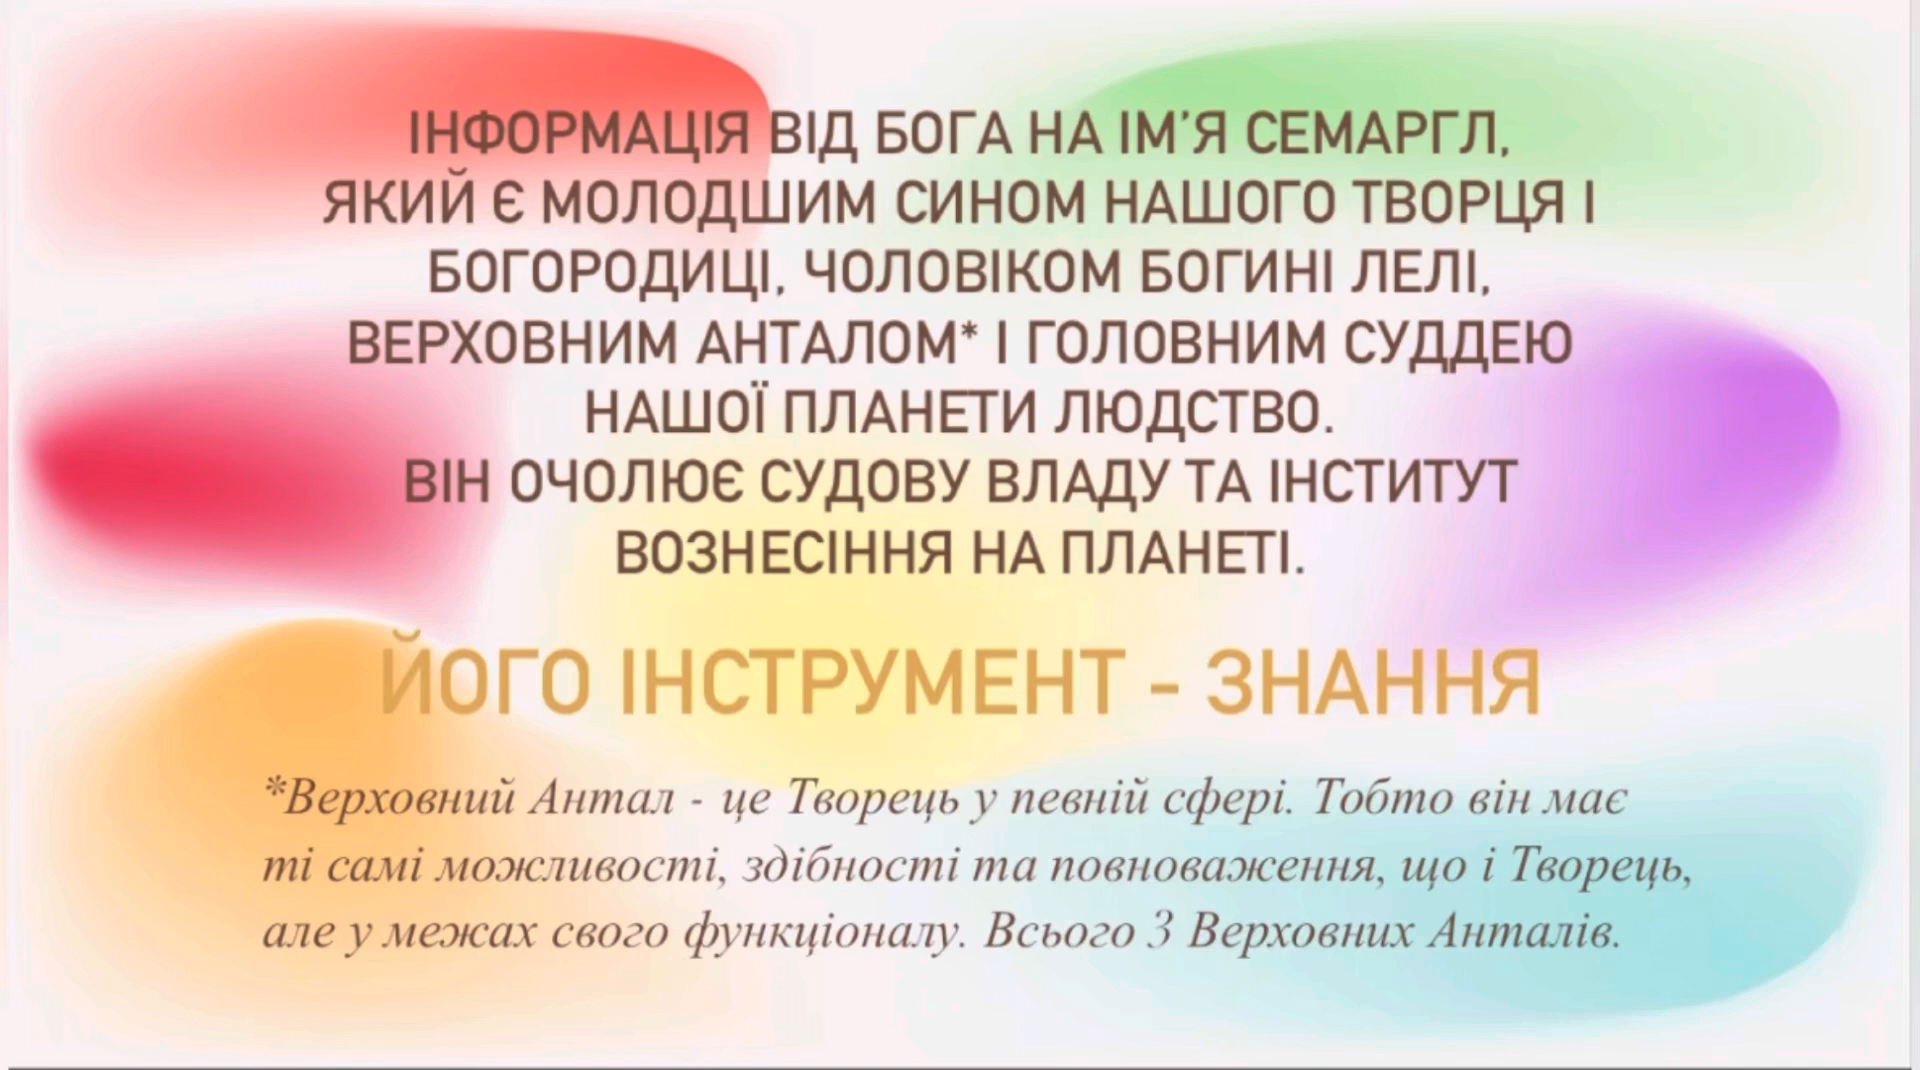 ІНФОРМАЦІЯ ВІД БОГА НА ІМ’Я СЕМАРГЛ,
ЯКИЙ Є МОЛОДШИМ СИНОМ НАШОГО ТВОРЦЯ І
БОГОРОДИЦІ, ЧОЛОВІКОМ БОГИНІ ЛЕЛІ,
ВЕРХОВНИМ АНТАЛОМ* І ГОЛОВНИМ СУДДЕЮ
НАШОЇ ПЛАНЕТИ ЛЮДСТВО.
ВІН ОЧОЛЮЄ СУДОВУ ВЛАДУ ТА ІНСТИТУТ
ВОЗНЕСІННЯ НА ПЛАНЕТІ.
ЙОГО ІНСТРУМЕНТ - ЗНАННЯ
*Верховний Антал - це Творець у певній сфері. Тобто він має
ті самі можливості, здібності та повноваження, що і Творець,
але у межах свого функціоналу. Всього 3 Верховних Анталів.